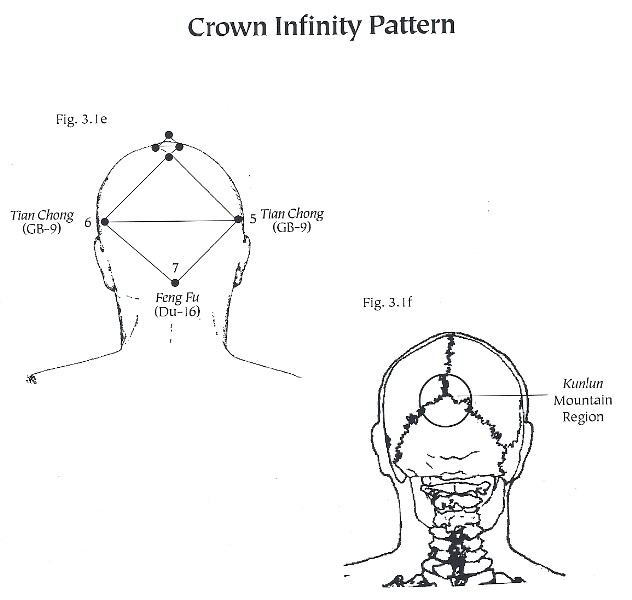 Crown Infinity Pattern
Fig. 3.1e
Tian Chong
(GB-9)
6
5
Tian Chong
(GB-9)
7
Feng Fu
(Du-16)
Fig. 3.1f
Kunlun
Mountain
Region